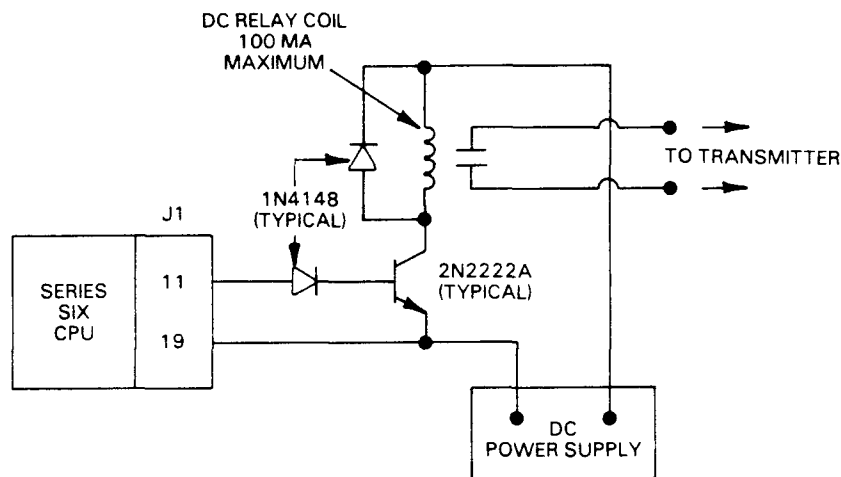 DC RELAY COIL
100 MA
MAXIMUM
TO TRANSMITTER
1N4148
(TYPICAL)
J1
2N2222A
(TYPICAL)
SERIES
SIX
CPU
11
19
DC
POWER SUPPLY